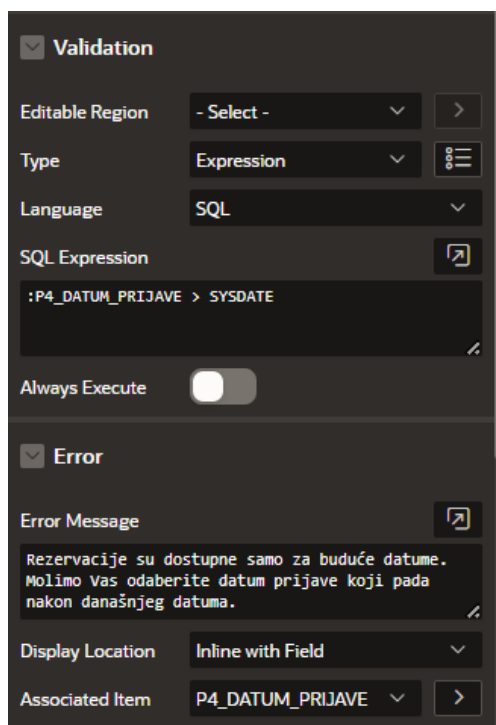 Validation
Editable Region - Select -
Type Expression
Language SQL
SQL Expression
:P4_DATUM_PRIJAVE > SYSDATE
Always Execute
Error
Error Message
Rezervacije su dostupne samo za buduće datume.
Molimo Vas odaberite datum prijave koji pada
nakon današnjeg datuma.
Display Location Inline with Field
Associated Item P4_DATUM_PRIJAVE